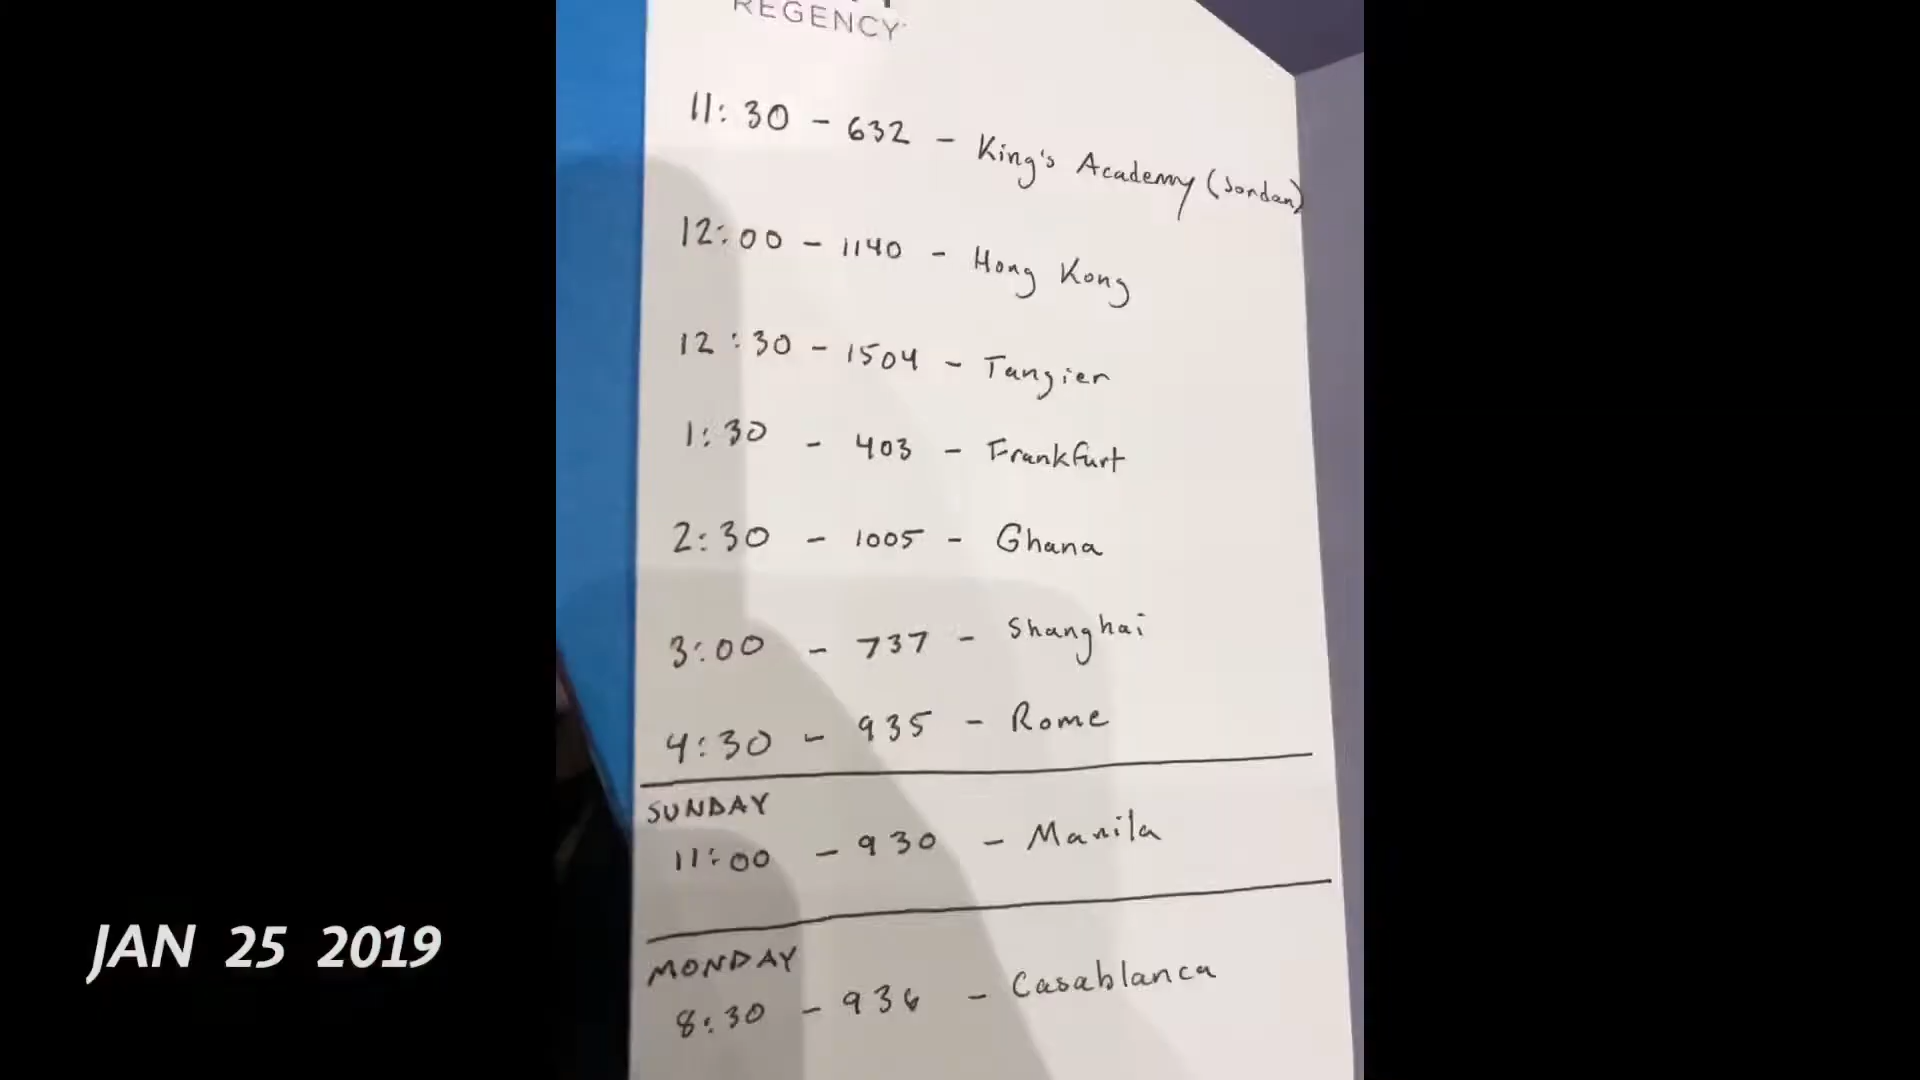 REGENCY
11:30 - 632 - King's Academy (Jordan)
12:00 - 1140 - Hong Kong
12:30 - 1504 - Tangier
1:30 - 403 - Frankfurt
2:30 - 1005 - Ghana
3:00 - 737 - Shanghai
4:30 - 935 - Rome
SUNDAY
11:00 - 930 - Manila
MONDAY
8:30 - 936 - Casablanca
JAN 25 2019